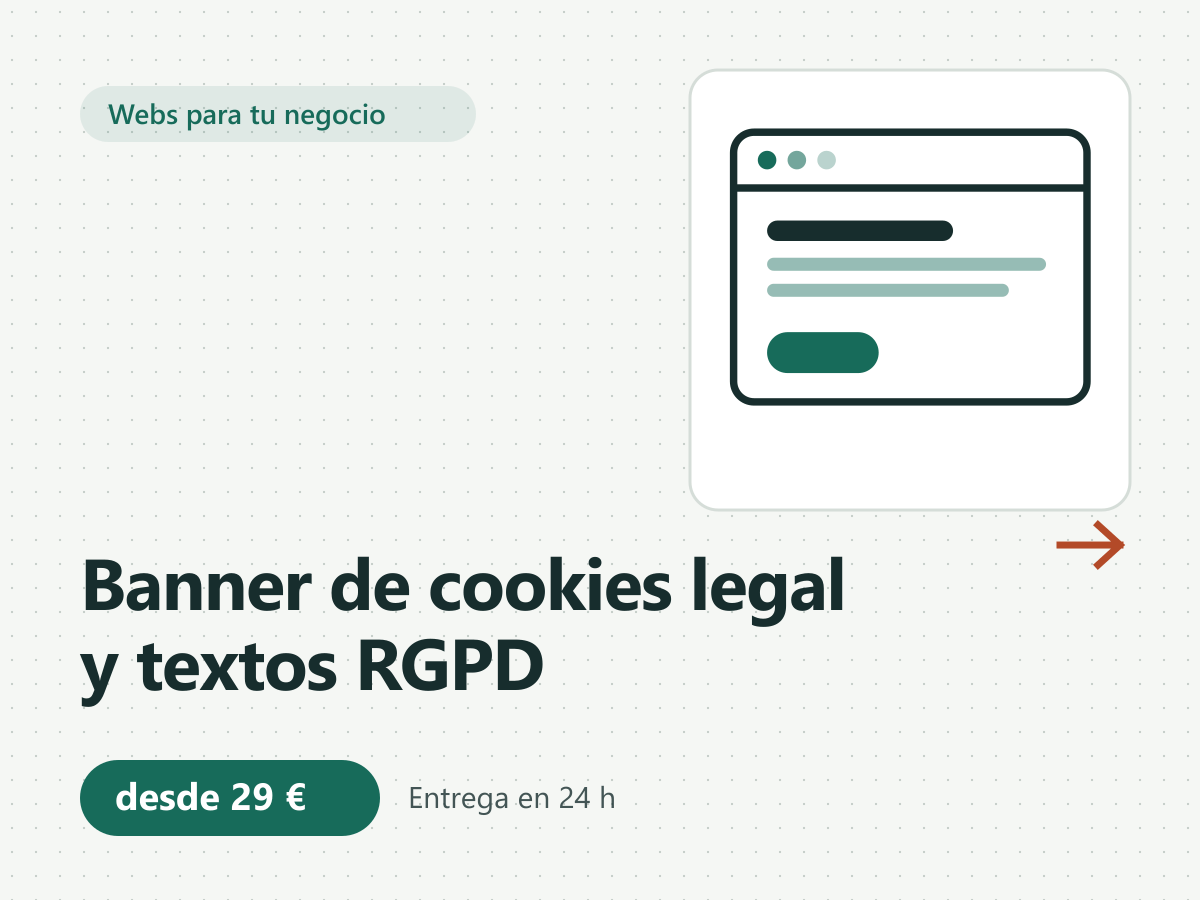 Webs para tu negocio
Banner de cookies legal
y textos RGPD
desde 29 €
Entrega en 24 h